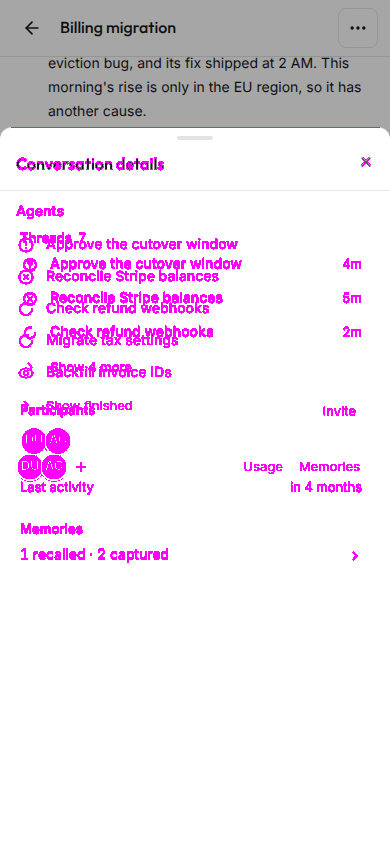 Billing migration
eviction bug, and its fix shipped at 2 AM. This
morning's rise is only in the EU region, so it has
another cause.
Conversation details
Agents
Threads 7
Approve the cutover window
Approve the cutover window 4m
Reconcile Stripe balances
Reconcile Stripe balances 5m
Check refund webhooks
Check refund webhooks 2m
Migrate tax settings
Show 4 more
Backfill invoice IDs
Show finished
Participants Invite
DU AG +
Usage Memories
Last activity in 4 months
Memories
1 recalled · 2 captured